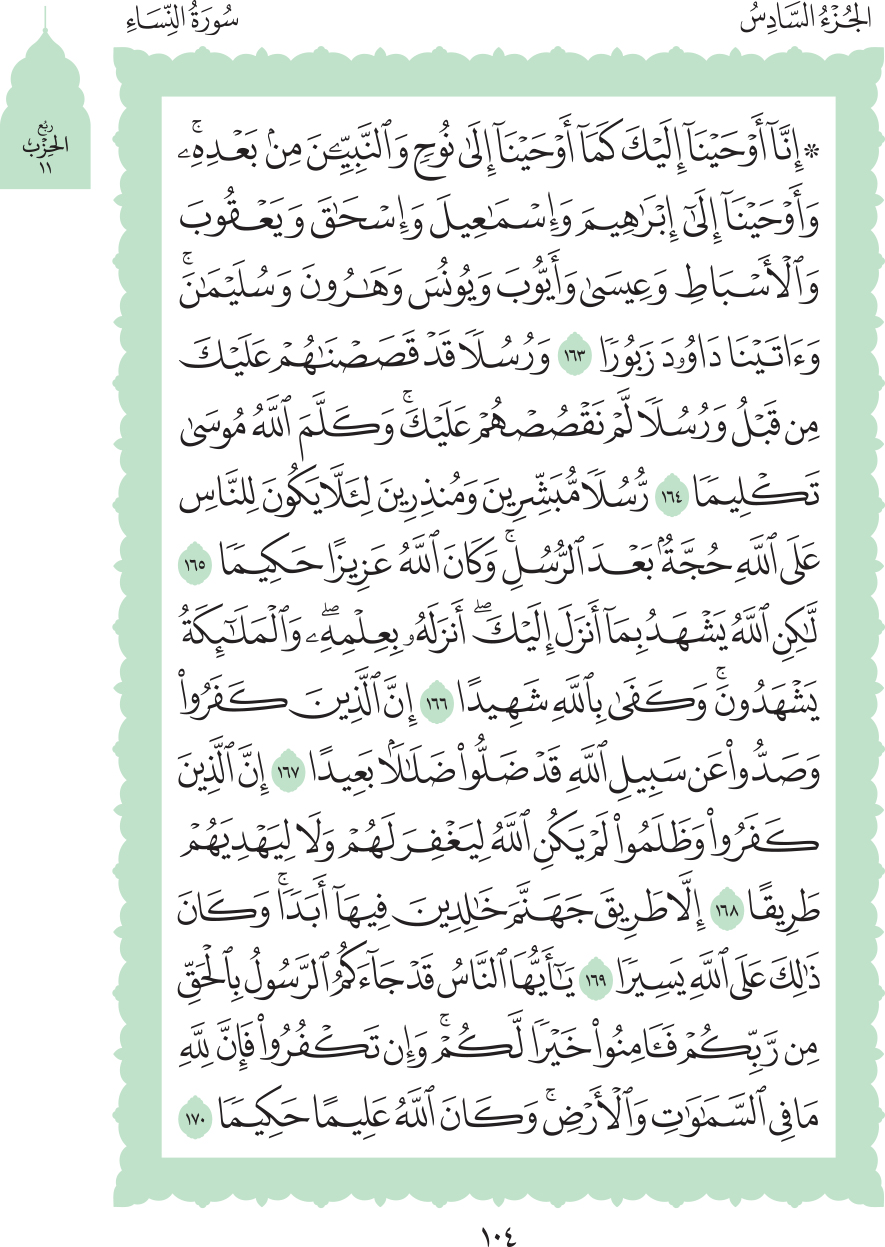 الجُزْءُ السَّادِسُ
سُورَةُ النِّسَاءِ
رُبْع
الحِزْب
١١
۞ إِنَّآ أَوۡحَيۡنَآ إِلَيۡكَ كَمَآ أَوۡحَيۡنَآ إِلَىٰ نُوحٖ وَٱلنَّبِيِّـۧنَ مِنۢ بَعۡدِهِۦۚ
وَأَوۡحَيۡنَآ إِلَىٰٓ إِبۡرَٰهِيمَ وَإِسۡمَٰعِيلَ وَإِسۡحَٰقَ وَيَعۡقُوبَ
وَٱلۡأَسۡبَاطِ وَعِيسَىٰ وَأَيُّوبَ وَيُونُسَ وَهَٰرُونَ وَسُلَيۡمَٰنَۚ
وَءَاتَيۡنَا دَاوُۥدَ زَبُورٗا ١٦٣ وَرُسُلٗا قَدۡ قَصَصۡنَٰهُمۡ عَلَيۡكَ
مِن قَبۡلُ وَرُسُلٗا لَّمۡ نَقۡصُصۡهُمۡ عَلَيۡكَۚ وَكَلَّمَ ٱللَّهُ مُوسَىٰ
تَكۡلِيمٗا ١٦٤ رُّسُلٗا مُّبَشِّرِينَ وَمُنذِرِينَ لِئَلَّا يَكُونَ لِلنَّاسِ
عَلَى ٱللَّهِ حُجَّةُۢ بَعۡدَ ٱلرُّسُلِۚ وَكَانَ ٱللَّهُ عَزِيزًا حَكِيمٗا ١٦٥
لَّٰكِنِ ٱللَّهُ يَشۡهَدُ بِمَآ أَنزَلَ إِلَيۡكَۖ أَنزَلَهُۥ بِعِلۡمِهِۦۖ وَٱلۡمَلَٰٓئِكَةُ
يَشۡهَدُونَۚ وَكَفَىٰ بِٱللَّهِ شَهِيدًا ١٦٦ إِنَّ ٱلَّذِينَ كَفَرُواْ
وَصَدُّواْ عَن سَبِيلِ ٱللَّهِ قَدۡ ضَلُّواْ ضَلَٰلَۢا بَعِيدًا ١٦٧ إِنَّ ٱلَّذِينَ
كَفَرُواْ وَظَلَمُواْ لَمۡ يَكُنِ ٱللَّهُ لِيَغۡفِرَ لَهُمۡ وَلَا لِيَهۡدِيَهُمۡ
طَرِيقًا ١٦٨ إِلَّا طَرِيقَ جَهَنَّمَ خَٰلِدِينَ فِيهَآ أَبَدٗاۚ وَكَانَ
ذَٰلِكَ عَلَى ٱللَّهِ يَسِيرٗا ١٦٩ يَٰٓأَيُّهَا ٱلنَّاسُ قَدۡ جَآءَكُمُ ٱلرَّسُولُ بِٱلۡحَقِّ
مِن رَّبِّكُمۡ فَـَٔامِنُواْ خَيۡرٗا لَّكُمۡۚ وَإِن تَكۡفُرُواْ فَإِنَّ لِلَّهِ
مَا فِي ٱلسَّمَٰوَٰتِ وَٱلۡأَرۡضِۚ وَكَانَ ٱللَّهُ عَلِيمًا حَكِيمٗا ١٧٠
١٠٤